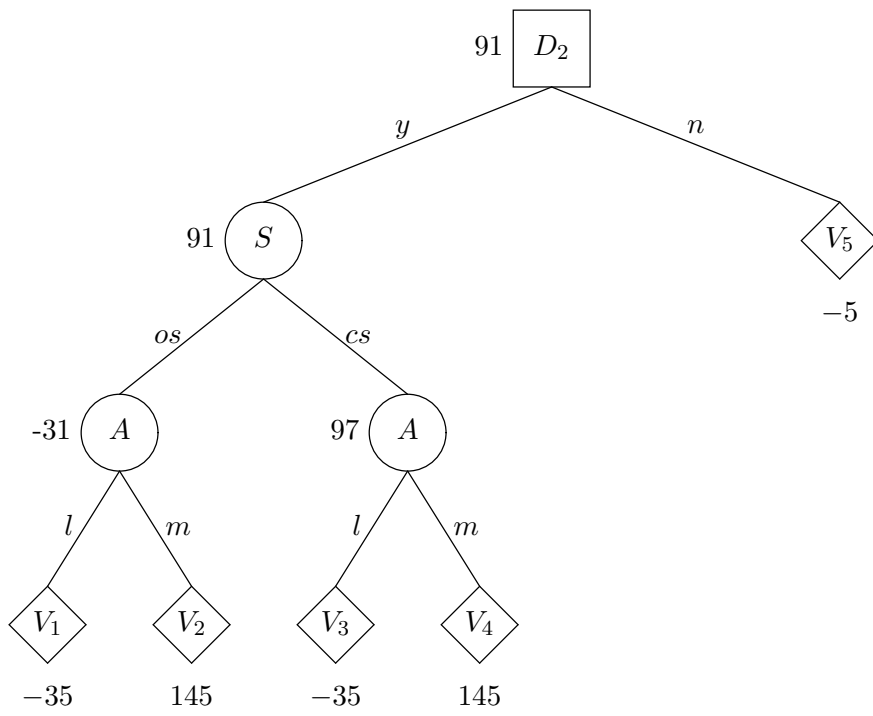 91 D₂
y n
91 S V₅
−5
os cs
-31 A 97 A
l m l m
V₁ V₂ V₃ V₄
−35 145 −35 145